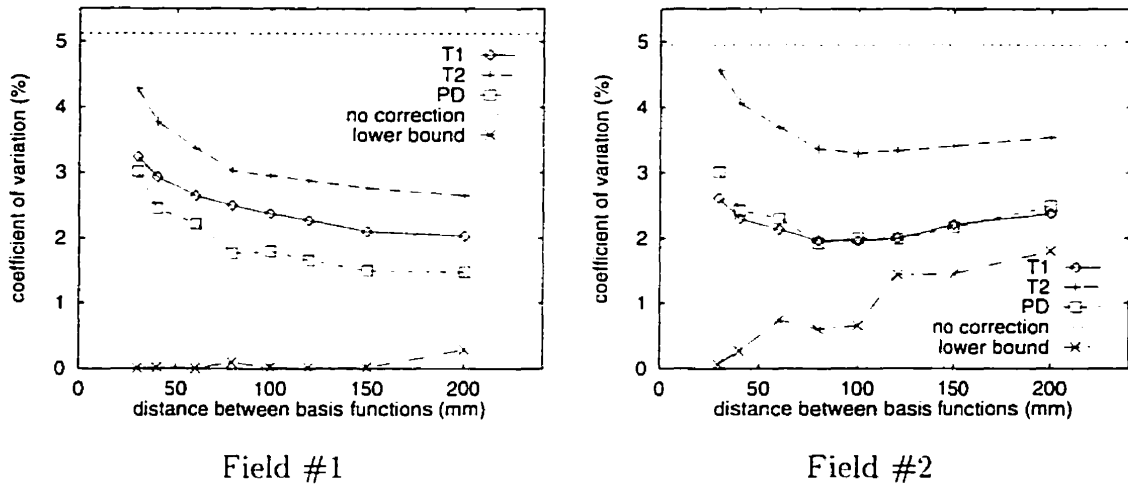 5
4
3
2
1
0
coefficient of variation (%)
T1
T2
PD
no correction
lower bound
0
50
100
150
200
distance between basis functions (mm)
Field #1
5
4
3
2
1
0
coefficient of variation (%)
T1
T2
PD
no correction
lower bound
0
50
100
150
200
distance between basis functions (mm)
Field #2